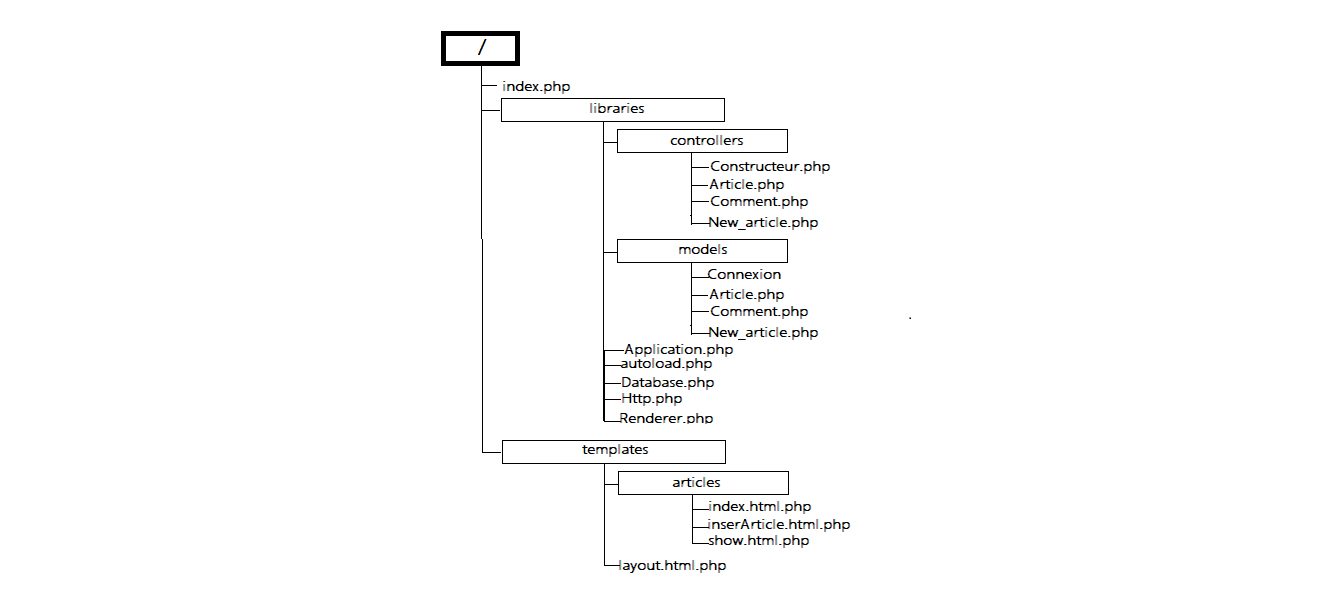 /
index.php
libraries
controllers
Constructeur.php
Article.php
Comment.php
New_article.php
models
Connexion
Article.php
Comment.php
New_article.php
Application.php
autoload.php
Database.php
Http.php
Renderer.php
templates
articles
index.html.php
inserArticle.html.php
show.html.php
layout.html.php